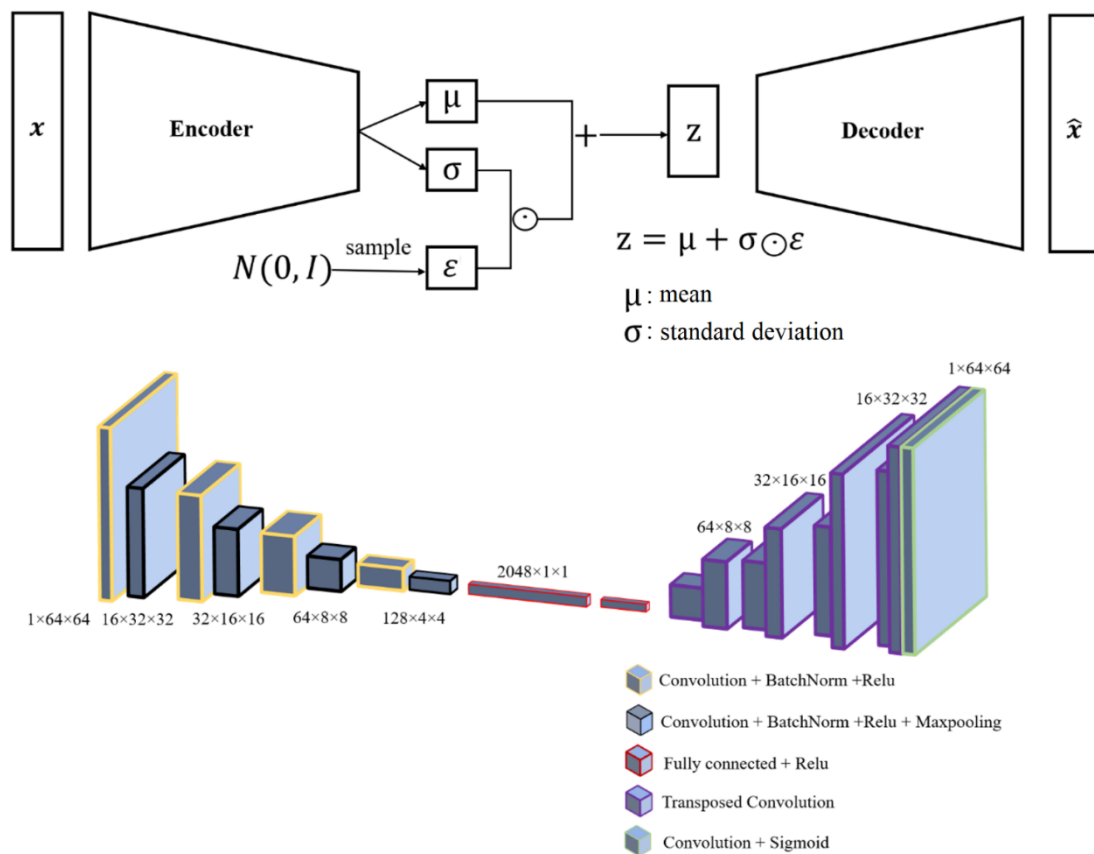 x
Encoder
μ
σ
ε
N(0, I)
sample
+
z
z = μ + σ⊙ε
μ: mean
σ: standard deviation
Decoder
x̂
1×64×64
16×32×32
32×16×16
64×8×8
128×4×4
2048×1×1
64×8×8
32×16×16
16×32×32
1×64×64
Convolution + BatchNorm +Relu
Convolution + BatchNorm +Relu + Maxpooling
Fully connected + Relu
Transposed Convolution
Convolution + Sigmoid